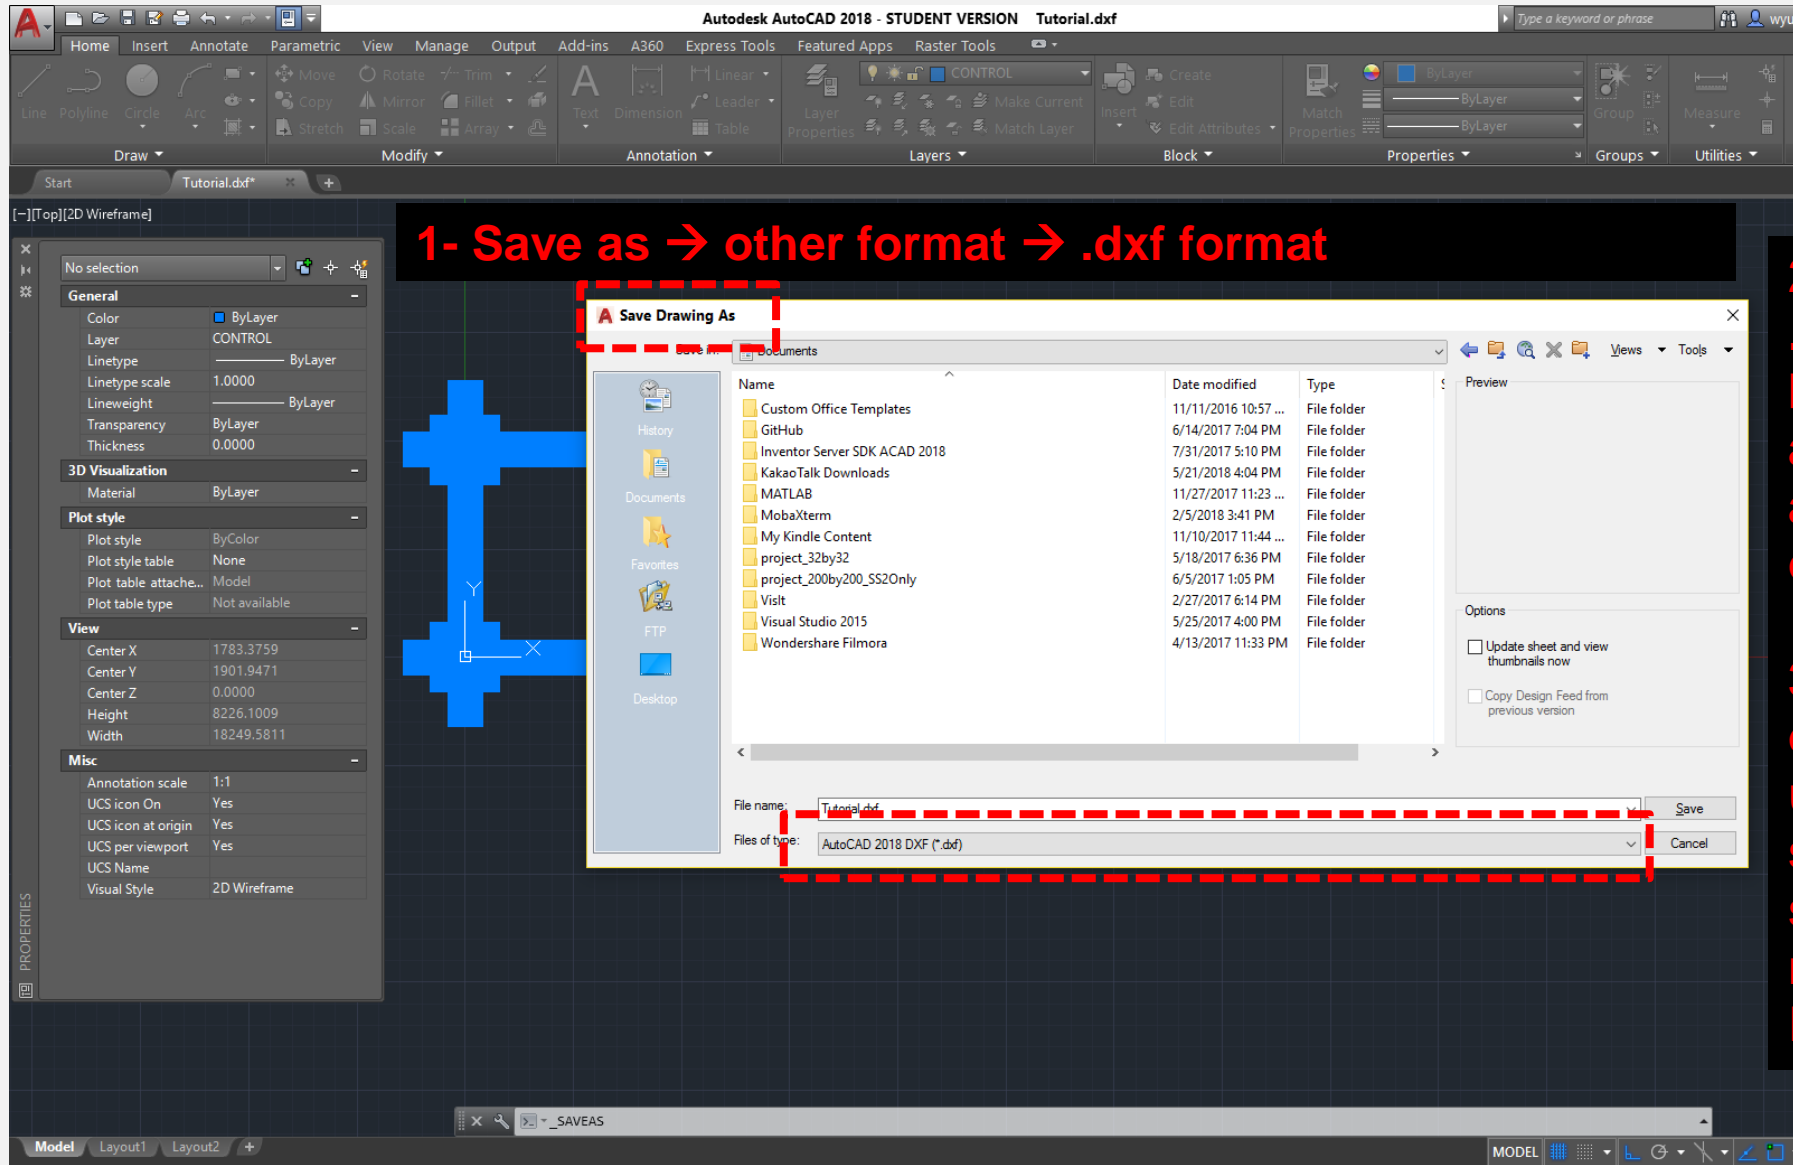 Autodesk AutoCAD 2018 - STUDENT VERSION Tutorial.dxf
Type a keyword or phrase
wyu
Home Insert Annotate Parametric View Manage Output Add-ins A360 Express Tools Featured Apps Raster Tools
Line Polyline Circle Arc
Move Rotate Trim
Copy Mirror Fillet
Stretch Scale Array
Text Dimension
Linear
Leader
Table
Layer Properties
CONTROL
Make Current
Match Layer
Insert
Create
Edit
Edit Attributes
Match Properties
ByLayer
ByLayer
ByLayer
Group
Measure
Draw Modify Annotation Layers Block Properties Groups Utilities
Start Tutorial.dxf*
[−][Top][2D Wireframe]
1- Save as → other format → .dxf format
No selection
General
Color ByLayer
Layer CONTROL
Linetype ByLayer
Linetype scale 1.0000
Lineweight ByLayer
Transparency ByLayer
Thickness 0.0000
3D Visualization
Material ByLayer
Plot style
Plot style ByColor
Plot style table None
Plot table attache... Model
Plot table type Not available
View
Center X 1783.3759
Center Y 1901.9471
Center Z 0.0000
Height 8226.1009
Width 18249.5811
Misc
Annotation scale 1:1
UCS icon On Yes
UCS icon at origin Yes
UCS per viewport Yes
UCS Name
Visual Style 2D Wireframe
PROPERTIES
Y
X
Save Drawing As
Save in: Documents
Views Tools
History
Documents
Favorites
FTP
Desktop
Name Date modified Type
Custom Office Templates 11/11/2016 10:57 ... File folder
GitHub 6/14/2017 7:04 PM File folder
Inventor Server SDK ACAD 2018 7/31/2017 5:10 PM File folder
KakaoTalk Downloads 5/21/2018 4:04 PM File folder
MATLAB 11/27/2017 11:23 ... File folder
MobaXterm 2/5/2018 3:41 PM File folder
My Kindle Content 11/10/2017 11:44 ... File folder
project_32by32 5/18/2017 6:36 PM File folder
project_200by200_SS2Only 6/5/2017 1:05 PM File folder
VisIt 2/27/2017 6:14 PM File folder
Visual Studio 2015 5/25/2017 4:00 PM File folder
Wondershare Filmora 4/13/2017 11:33 PM File folder
Preview
Options
Update sheet and view
thumbnails now
Copy Design Feed from
previous version
File name: Tutorial.dxf
Save
Files of type: AutoCAD 2018 DXF (*.dxf)
Cancel
_SAVEAS
Model Layout1 Layout2
MODEL